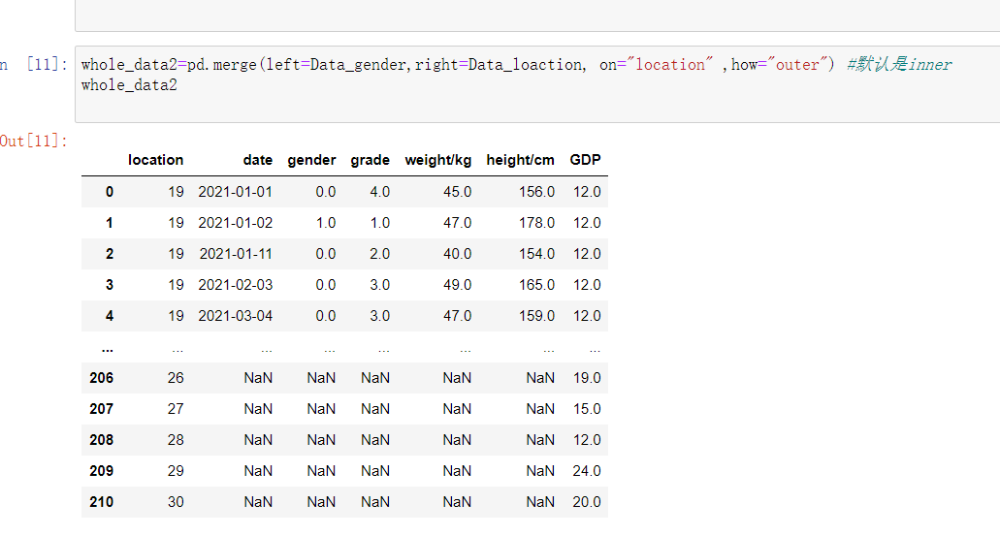 n [11]: whole_data2=pd.merge(left=Data_gender,right=Data_loaction, on="location" ,how="outer") #默认是inner
whole_data2
Out[11]:
location date gender grade weight/kg height/cm GDP
0 19 2021-01-01 0.0 4.0 45.0 156.0 12.0
1 19 2021-01-02 1.0 1.0 47.0 178.0 12.0
2 19 2021-01-11 0.0 2.0 40.0 154.0 12.0
3 19 2021-02-03 0.0 3.0 49.0 165.0 12.0
4 19 2021-03-04 0.0 3.0 47.0 159.0 12.0
... ... ... ... ... ... ... ...
206 26 NaN NaN NaN NaN NaN 19.0
207 27 NaN NaN NaN NaN NaN 15.0
208 28 NaN NaN NaN NaN NaN 12.0
209 29 NaN NaN NaN NaN NaN 24.0
210 30 NaN NaN NaN NaN NaN 20.0